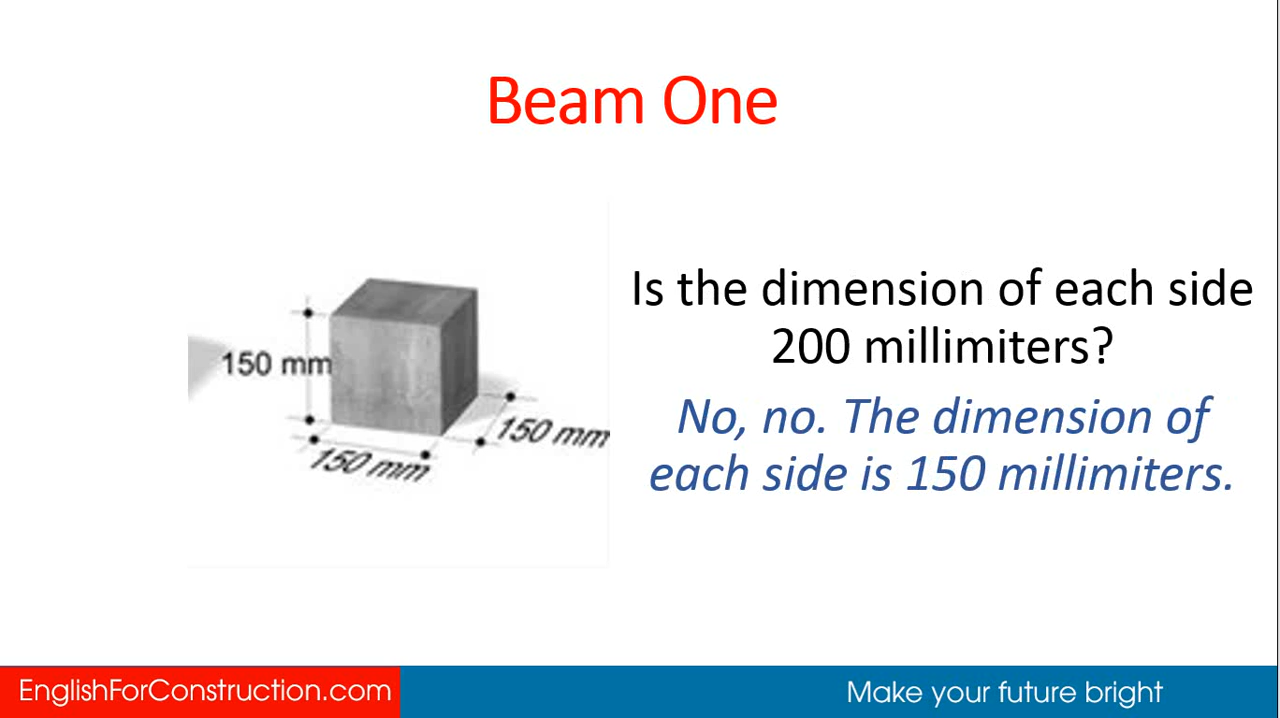 Beam One
150 mm
150 mm
150 mm
Is the dimension of each side
200 millimiters?
No, no. The dimension of
each side is 150 millimiters.
EnglishForConstruction.com
Make your future bright